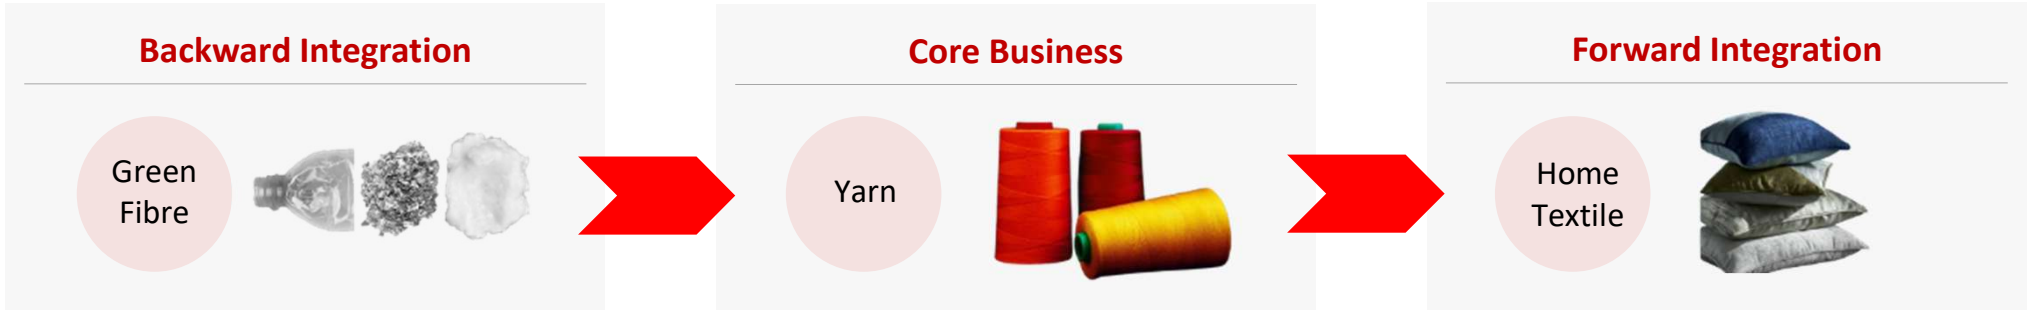 Backward Integration
Green
Fibre
Core Business
Yarn
Forward Integration
Home
Textile